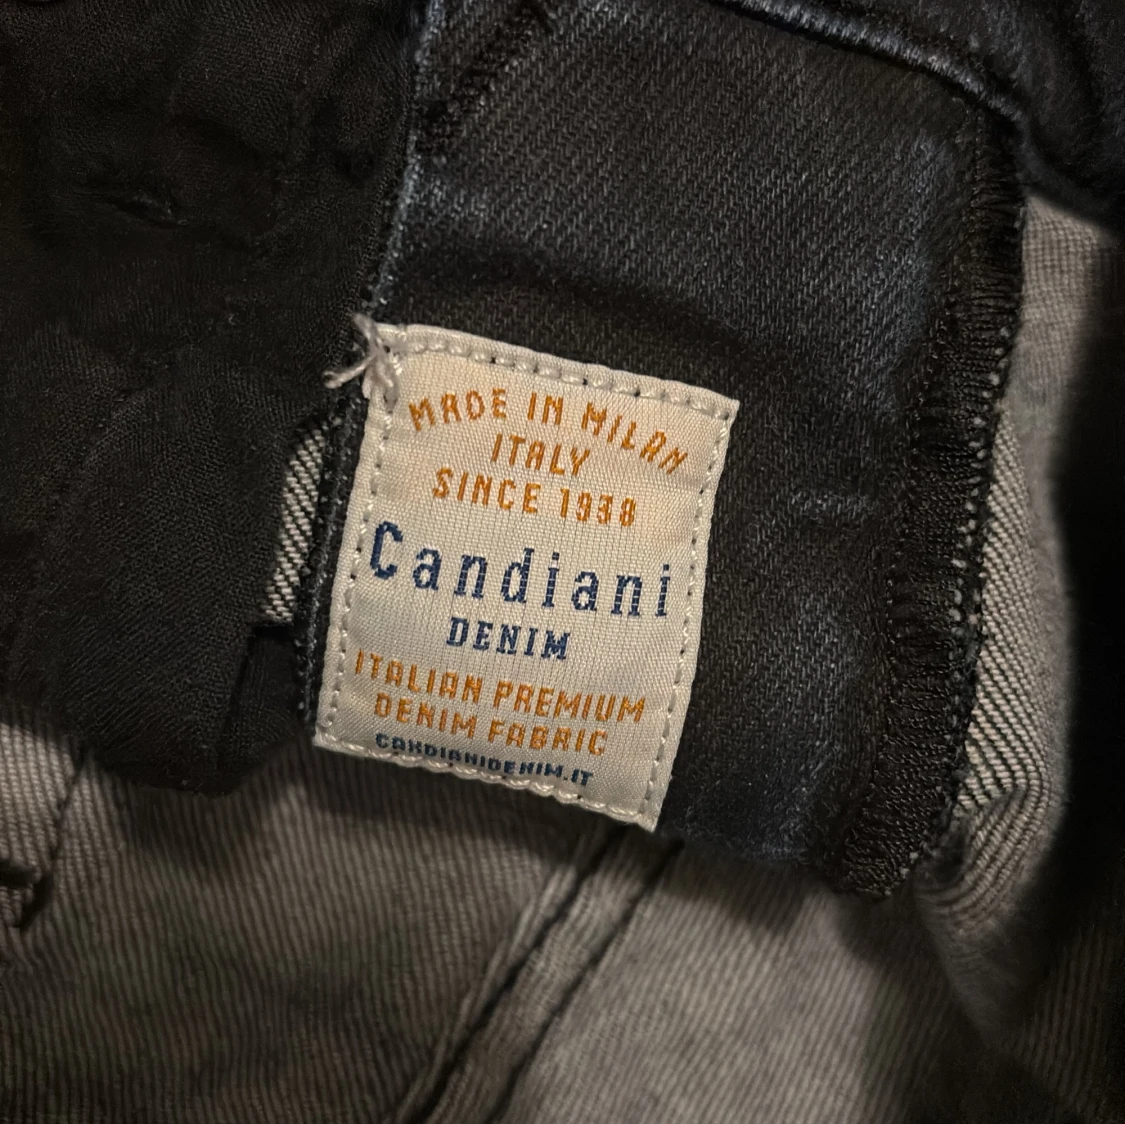 MADE IN MILAN
ITALY
SINCE 1938
Candiani
DENIM
ITALIAN PREMIUM
DENIM FABRIC
CANDIANIDENIM.IT